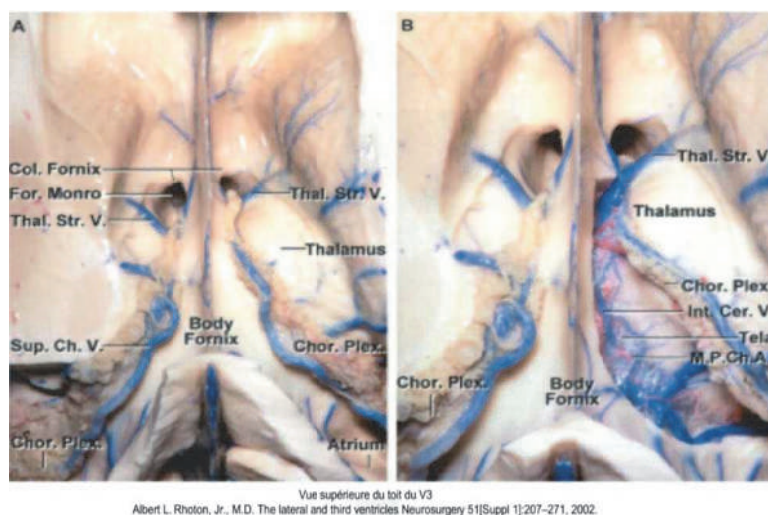 A
Col. Fornix
For. Monro
Thal. Str. V.
Thal. Str. V.
Thalamus
Sup. Ch. V.
Body
Fornix
Chor. Plex.
Chor. Plex.
Atrium
B
Thal. Str. V.
Thalamus
Chor. Plex.
Int. Cer. V.
Tela
M.P.Ch.A.
Chor. Plex.
Body
Fornix
Vue supérieure du toit du V3
Albert L. Rhoton, Jr., M.D. The lateral and third ventricles Neurosurgery 51[Suppl 1]:207–271, 2002.